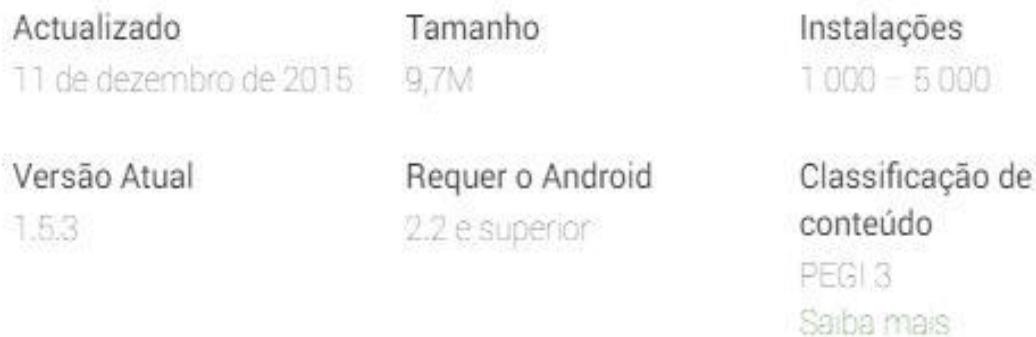 Actualizado
11 de dezembro de 2015
Tamanho
9,7M
Instalações
1 000 – 5 000
Versão Atual
1.5.3
Requer o Android
2.2 e superior
Classificação de
conteúdo
PEGI 3
Saiba mais